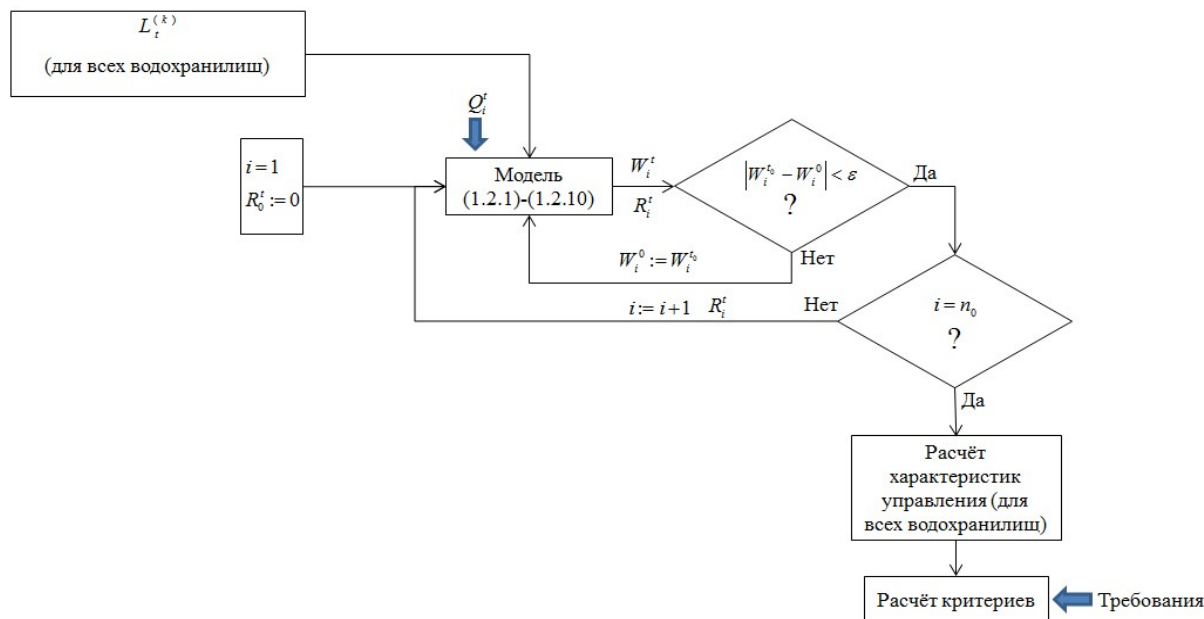 L_t^(k)
(для всех водохранилищ)
Q_i^t
i = 1
R_0^t := 0
Модель
(1.2.1)-(1.2.10)
W_i^t
R_i^t
|W_i^{t_0} − W_i^0| < ε
?
Да
Нет
W_i^0 := W_i^{t_0}
i := i + 1 R_i^t
Нет
i = n_0
?
Да
Расчёт
характеристик
управления (для
всех водохранилищ)
Расчёт критериев
Требования